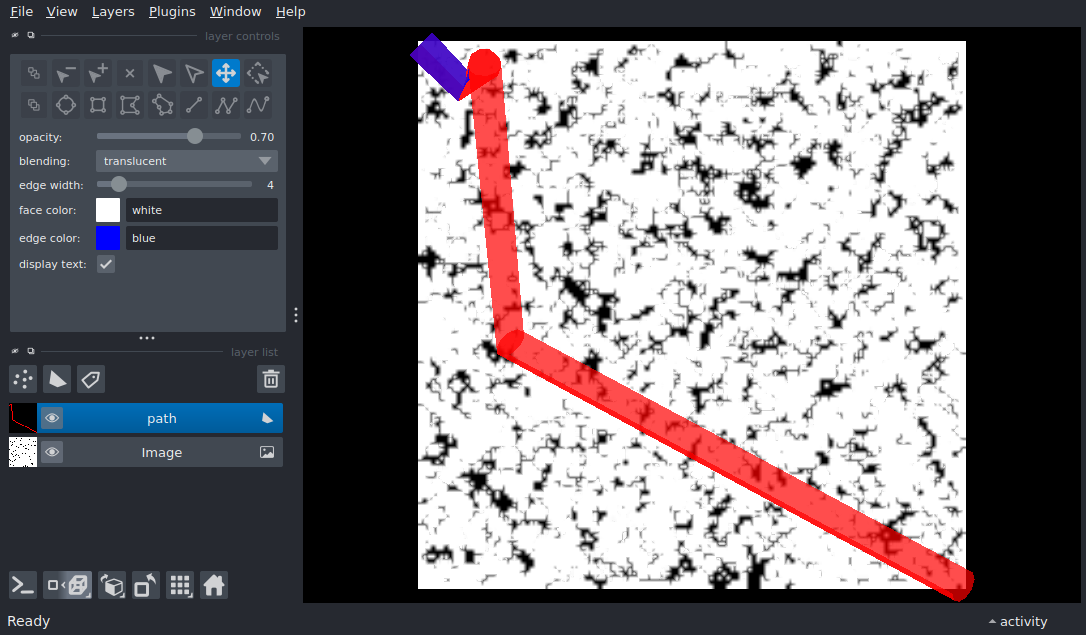 File View Layers Plugins Window Help
layer controls
opacity: 0.70
blending: translucent
edge width: 4
face color: white
edge color: blue
display text:
layer list
path
Image
Ready
activity